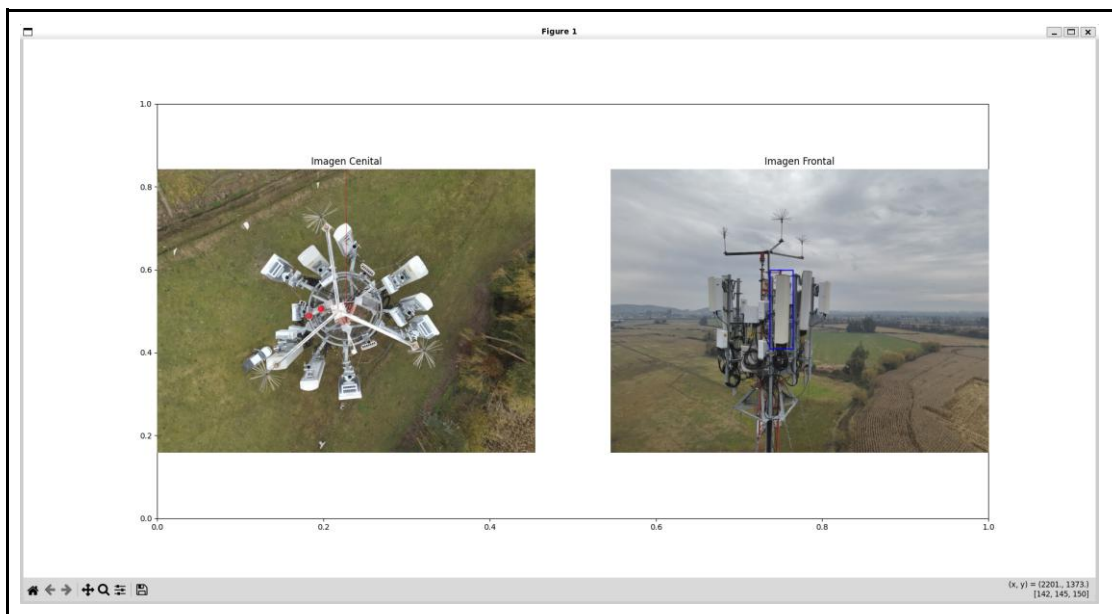 Figure 1
1.0
Imagen Cenital
Imagen Frontal
0.8
0.6
0.4
0.2
0.0
0.0
0.2
0.4
0.6
0.8
1.0
(x, y) = (2201., 1373.)
[142, 145, 150]